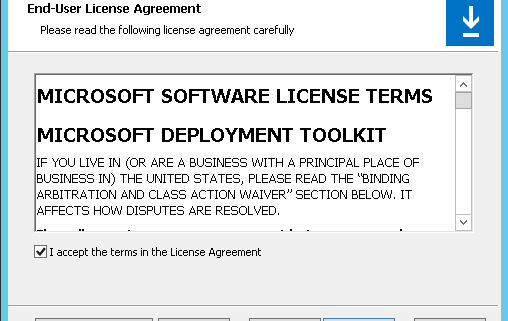 End-User License Agreement
Please read the following license agreement carefully
MICROSOFT SOFTWARE LICENSE TERMS
MICROSOFT DEPLOYMENT TOOLKIT
IF YOU LIVE IN (OR ARE A BUSINESS WITH A PRINCIPAL PLACE OF
BUSINESS IN) THE UNITED STATES, PLEASE READ THE “BINDING
ARBITRATION AND CLASS ACTION WAIVER” SECTION BELOW. IT
AFFECTS HOW DISPUTES ARE RESOLVED.
I accept the terms in the License Agreement